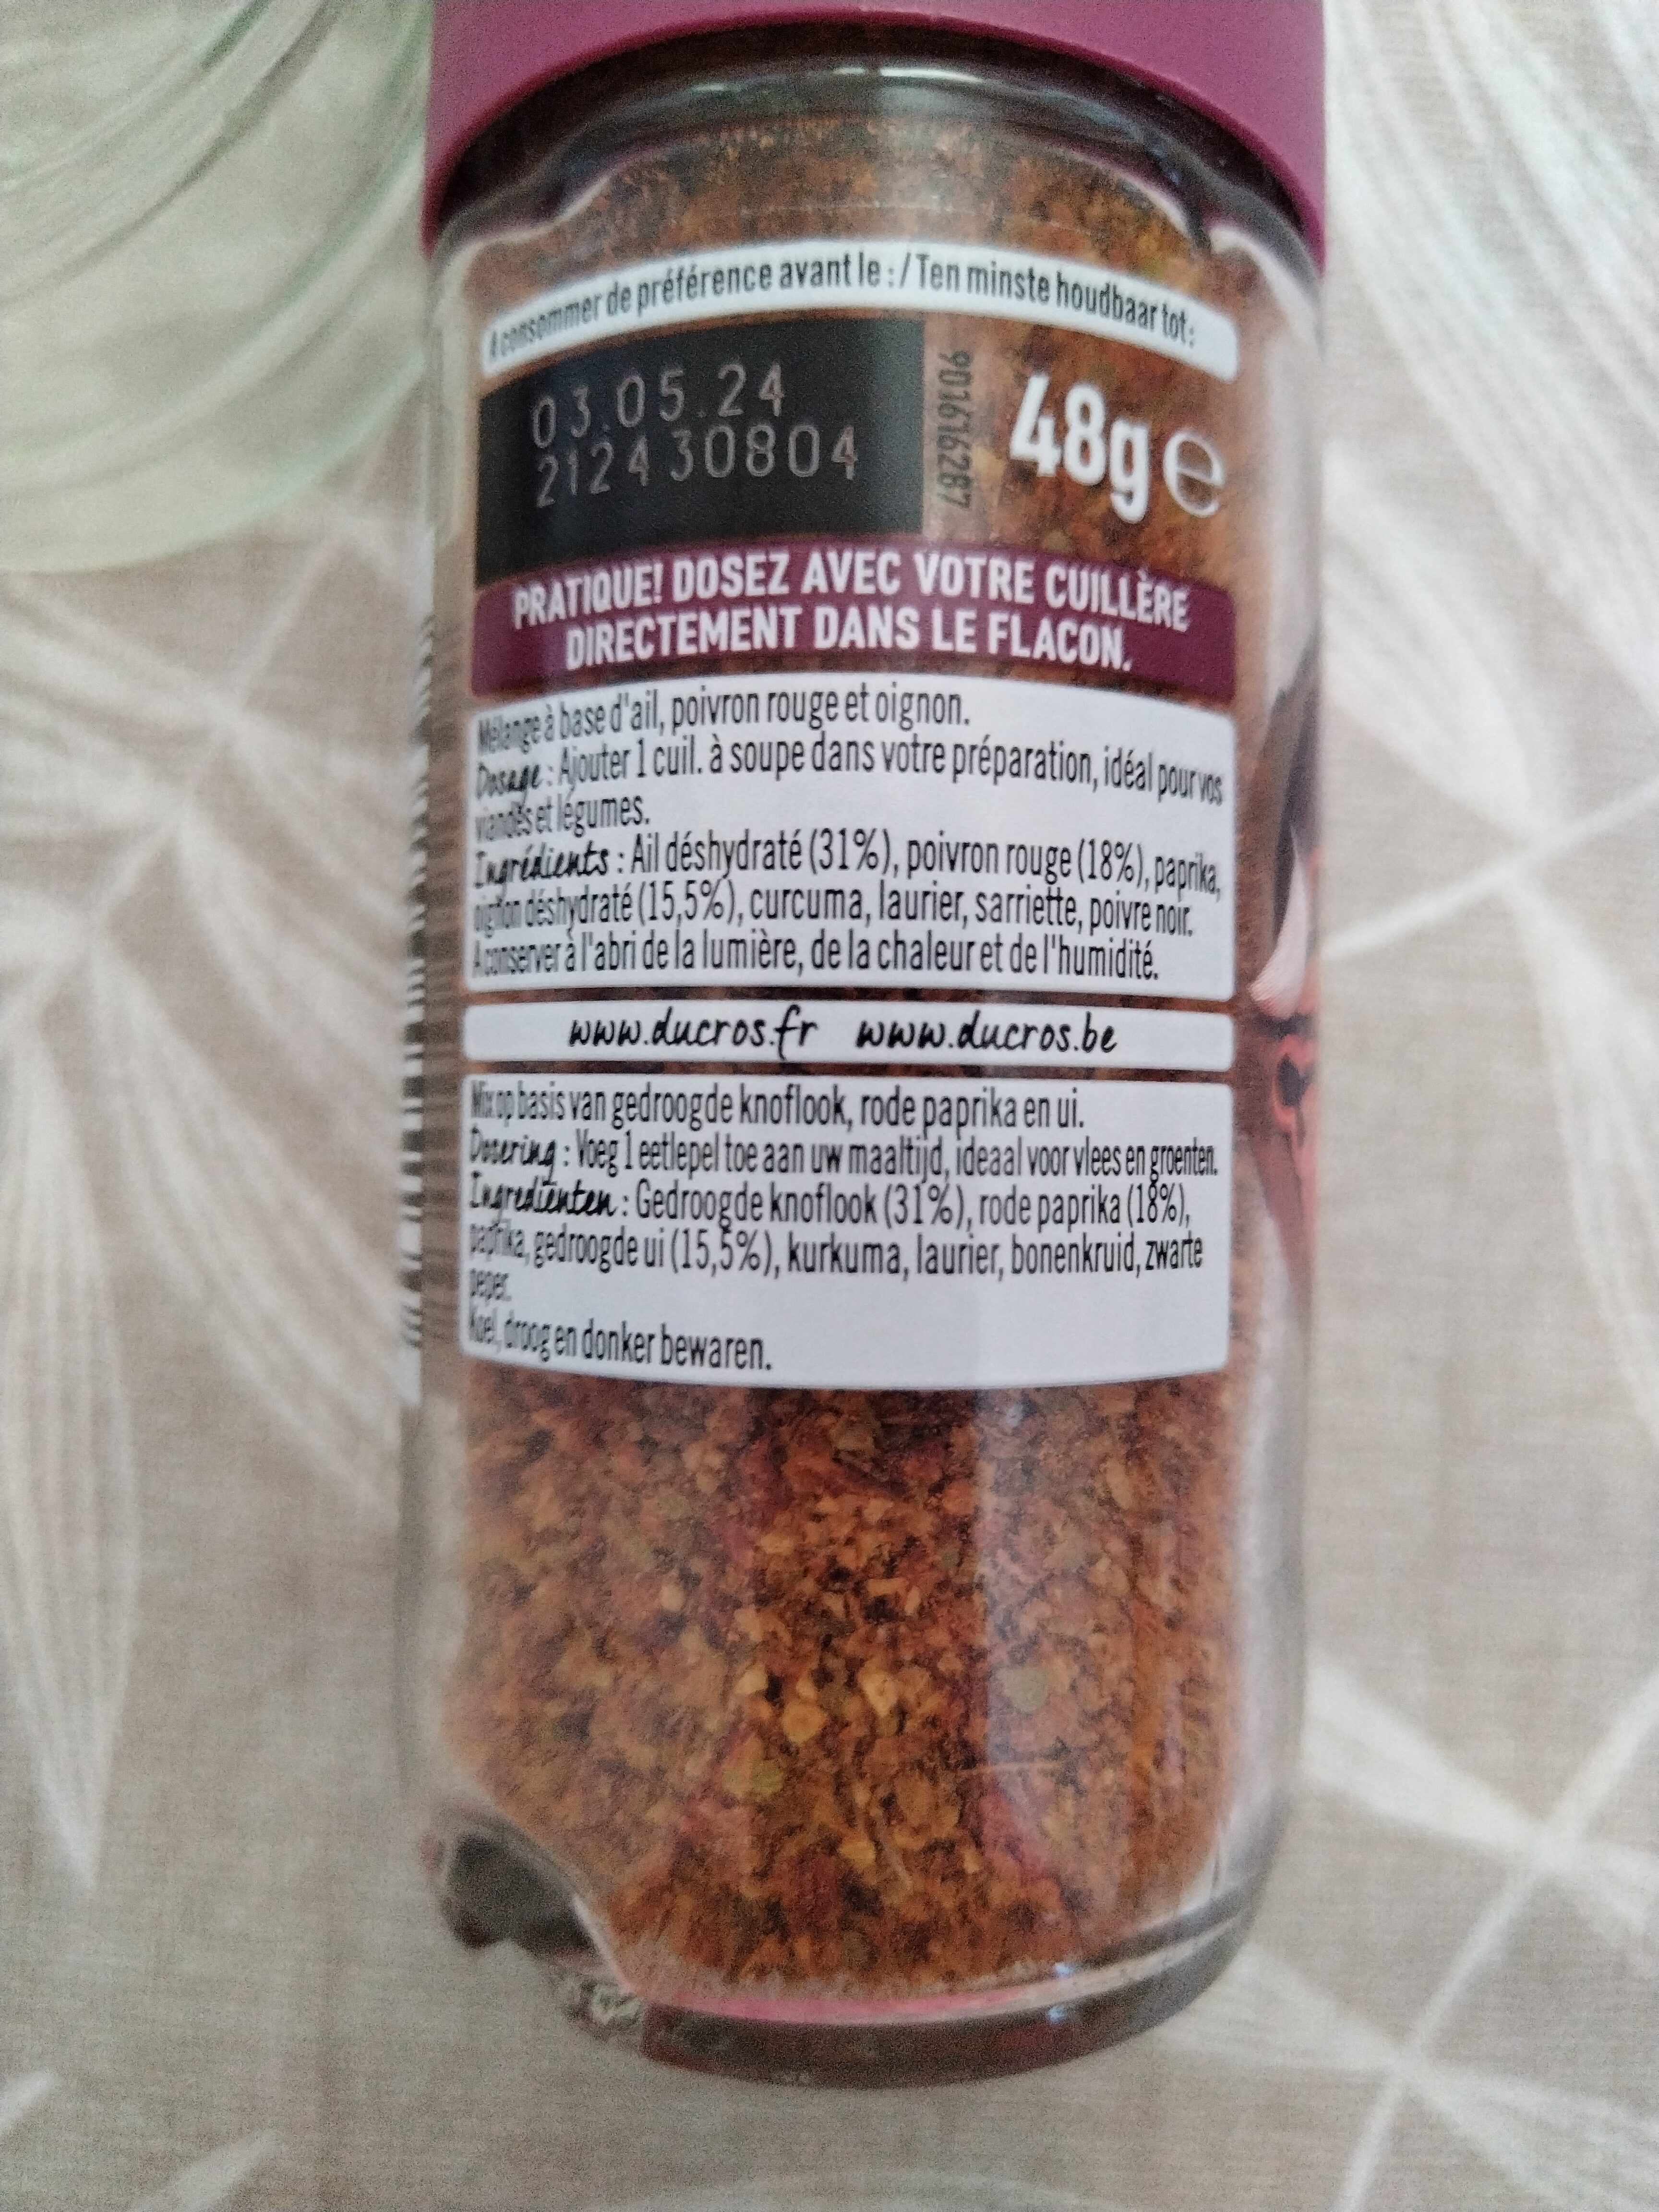 A consommer de préférence avant le : / Ten minste houdbaar tot :
03.05.24
212430804
901616287
48g ℮
PRATIQUE! DOSEZ AVEC VOTRE CUILLÈRE
DIRECTEMENT DANS LE FLACON.
Mélange à base d'ail, poivron rouge et oignon.
Dosage : Ajouter 1 cuil. à soupe dans votre préparation, idéal pour vos
viandes et légumes.
Ingrédients : Ail déshydraté (31%), poivron rouge (18%), paprika,
oignon déshydraté (15,5%), curcuma, laurier, sarriette, poivre noir.
A conserver à l'abri de la lumière, de la chaleur et de l'humidité.
www.ducros.fr www.ducros.be
Mix op basis van gedroogde knoflook, rode paprika en ui.
Dosering : Voeg 1 eetlepel toe aan uw maaltijd, ideaal voor vlees en groenten.
Ingrediënten : Gedroogde knoflook (31%), rode paprika (18%),
paprika, gedroogde ui (15,5%), kurkuma, laurier, bonenkruid, zwarte
peper.
Koel, droog en donker bewaren.